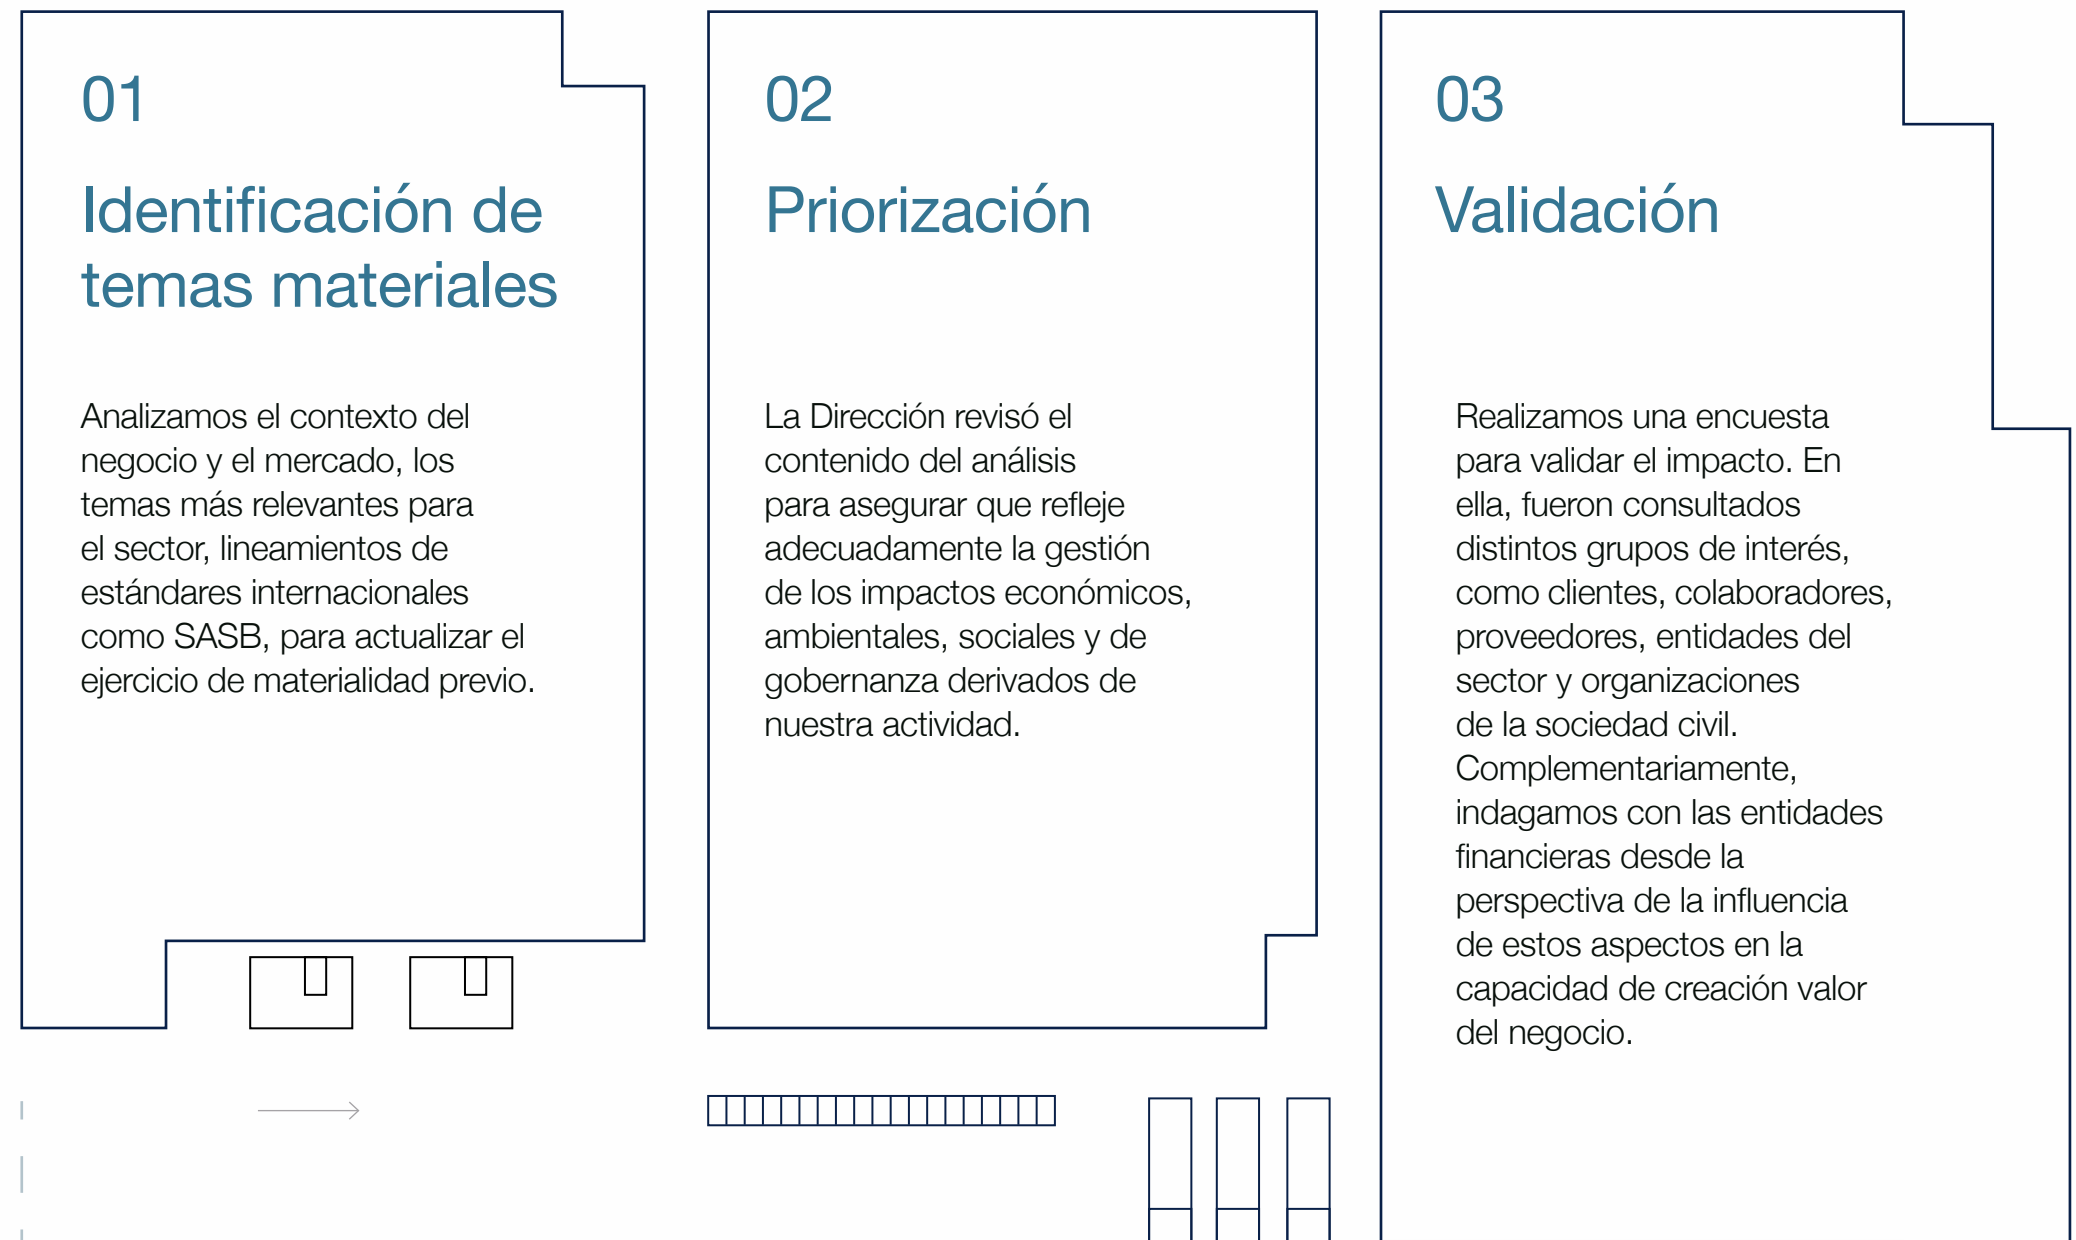 01
Identificación de
temas materiales
Analizamos el contexto del
negocio y el mercado, los
temas más relevantes para
el sector, lineamientos de
estándares internacionales
como SASB, para actualizar el
ejercicio de materialidad previo.
02
Priorización
La Dirección revisó el
contenido del análisis
para asegurar que refleje
adecuadamente la gestión
de los impactos económicos,
ambientales, sociales y de
gobernanza derivados de
nuestra actividad.
03
Validación
Realizamos una encuesta
para validar el impacto. En
ella, fueron consultados
distintos grupos de interés,
como clientes, colaboradores,
proveedores, entidades del
sector y organizaciones
de la sociedad civil.
Complementariamente,
indagamos con las entidades
financieras desde la
perspectiva de la influencia
de estos aspectos en la
capacidad de creación valor
del negocio.